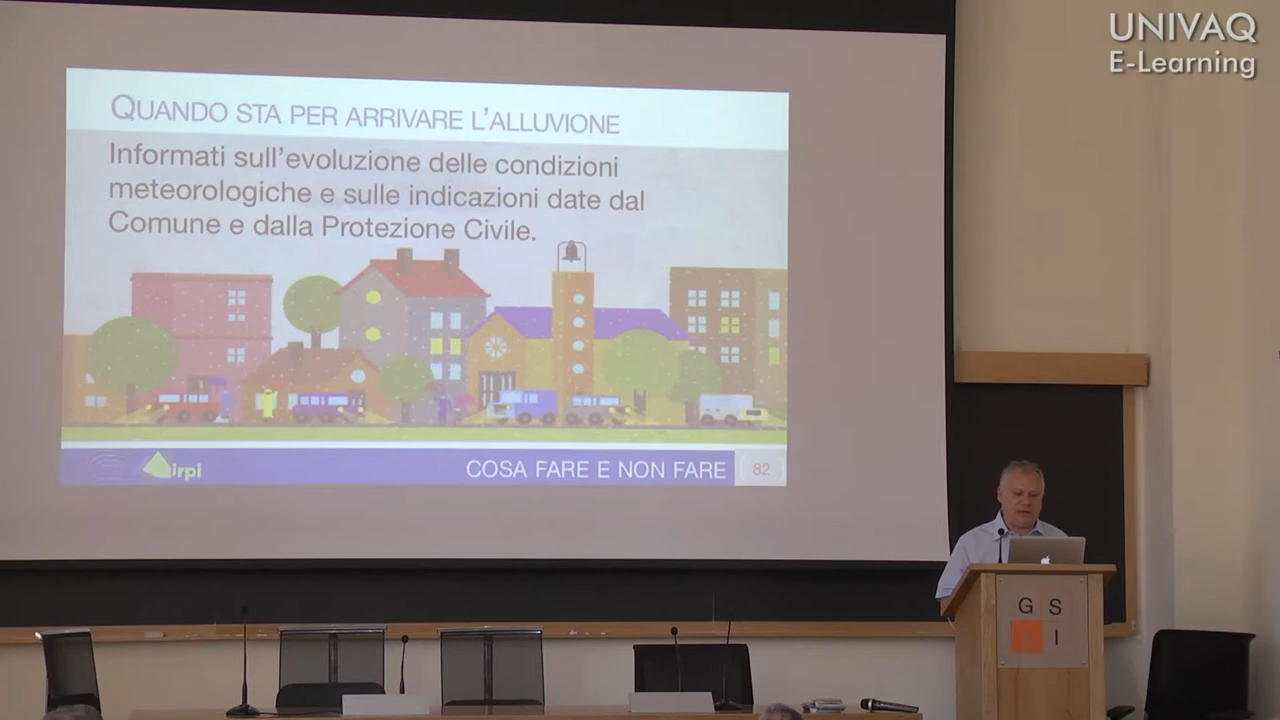 UNIVAQ
E-Learning
QUANDO STA PER ARRIVARE L'ALLUVIONE
Informati sull'evoluzione delle condizioni
meteorologiche e sulle indicazioni date dal
Comune e dalla Protezione Civile.
irpi
COSA FARE E NON FARE
82
G S
I